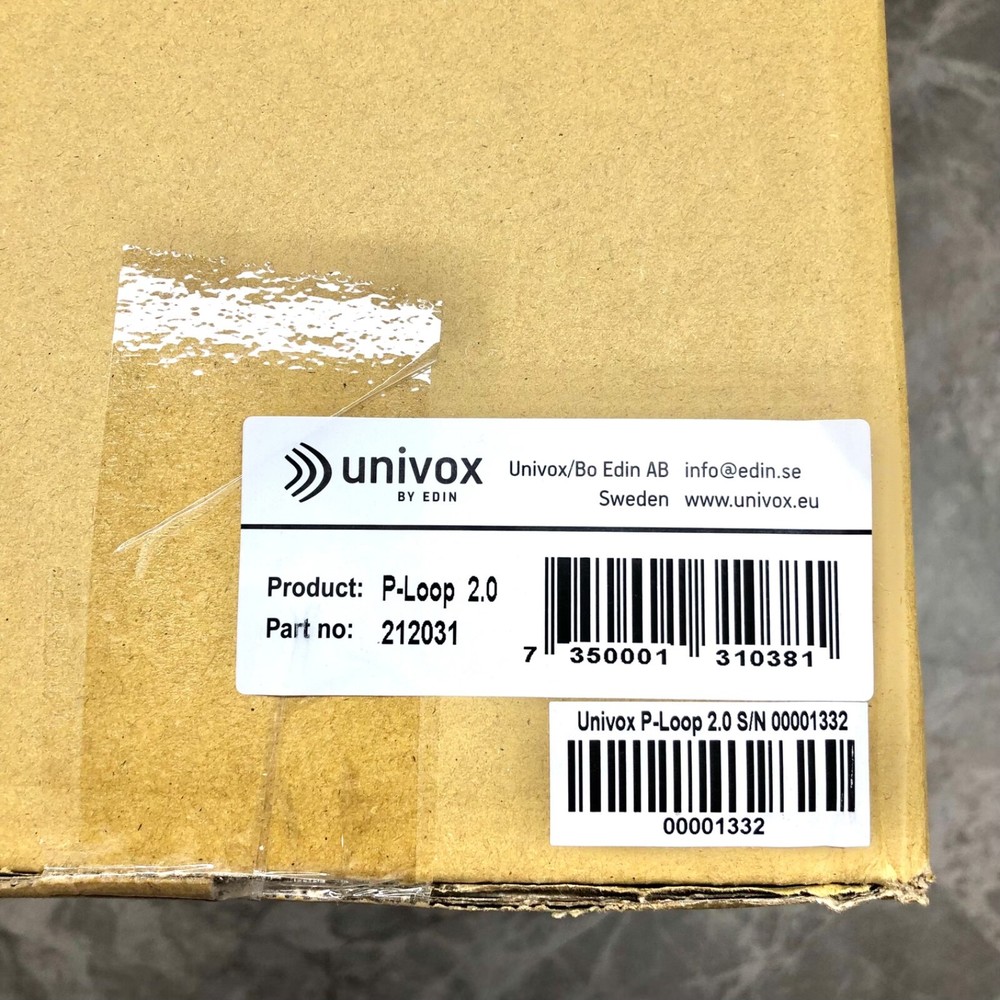 univox
BY EDIN
Univox/Bo Edin AB info@edin.se
Sweden www.univox.eu
Product: P-Loop 2.0
Part no: 212031
7 350001 310381
Univox P-Loop 2.0 S/N 00001332
00001332